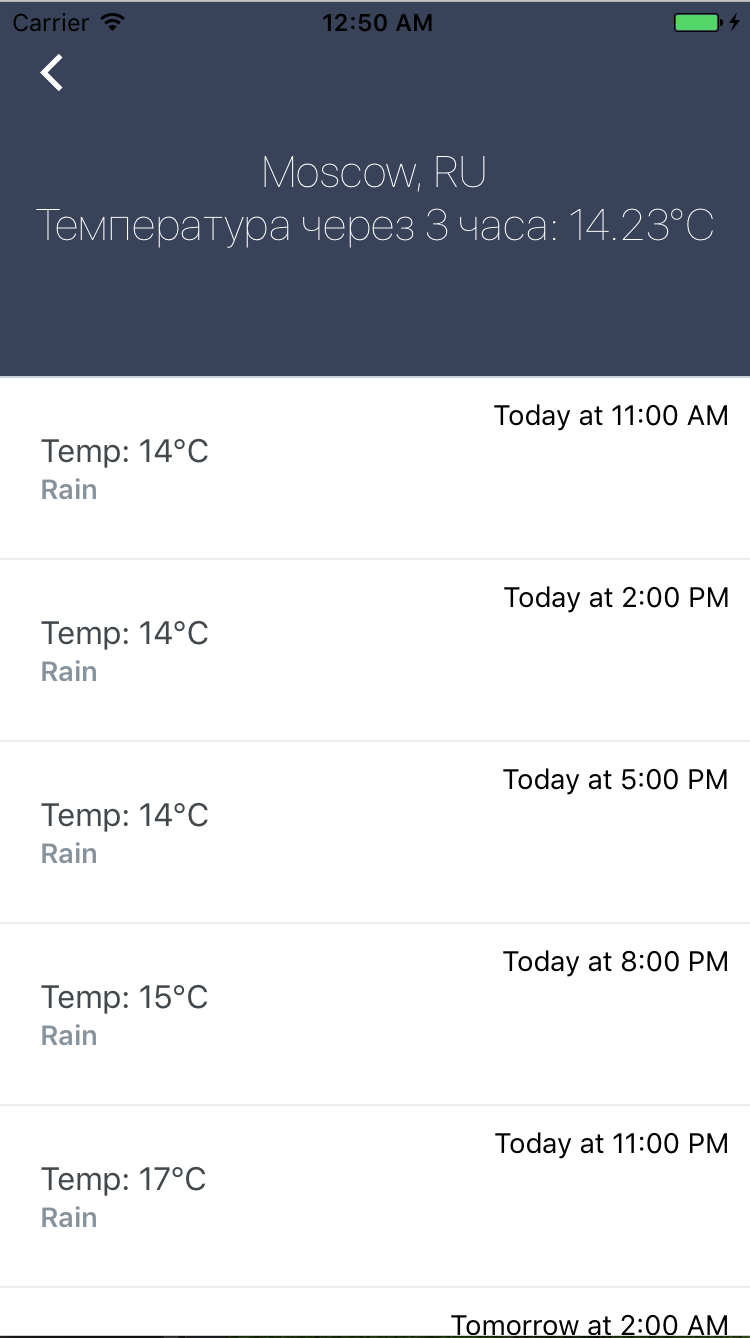 Carrier 12:50 AM
Moscow, RU
Температура через 3 часа: 14.23°C
Today at 11:00 AM
Temp: 14°C
Rain
Today at 2:00 PM
Temp: 14°C
Rain
Today at 5:00 PM
Temp: 14°C
Rain
Today at 8:00 PM
Temp: 15°C
Rain
Today at 11:00 PM
Temp: 17°C
Rain
Tomorrow at 2:00 AM